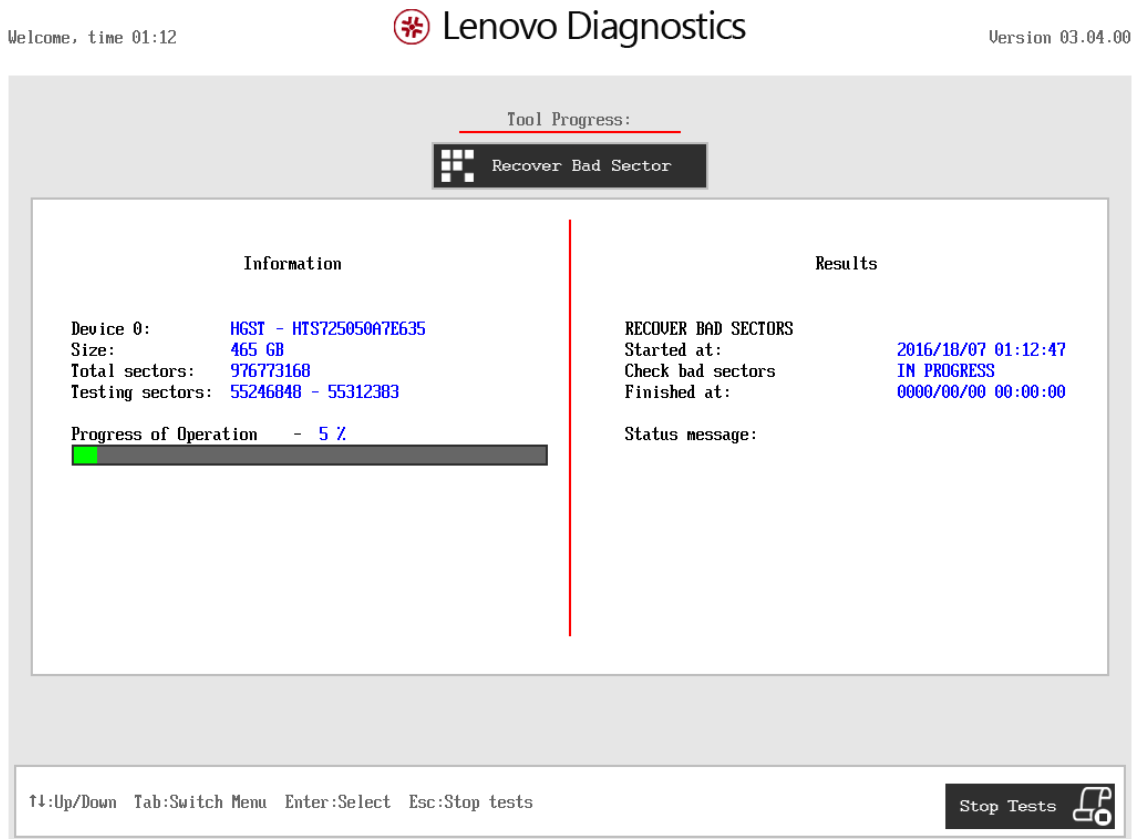 Welcome, time 01:12
Lenovo Diagnostics
Version 03.04.00
Tool Progress:
Recover Bad Sector
Information
Device 0: HGST - HTS725050A7E635
Size: 465 GB
Total sectors: 976773168
Testing sectors: 55246848 - 55312383
Progress of Operation - 5 %
Results
RECOVER BAD SECTORS
Started at: 2016/18/07 01:12:47
Check bad sectors IN PROGRESS
Finished at: 0000/00/00 00:00:00
Status message:
↑↓:Up/Down Tab:Switch Menu Enter:Select Esc:Stop tests
Stop Tests